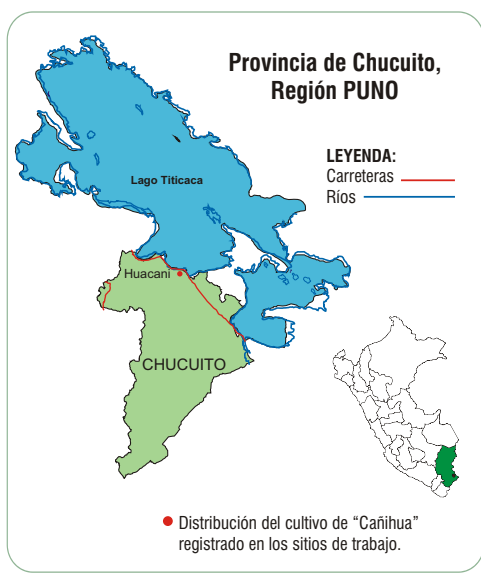 Provincia de Chucuito,
Región PUNO
LEYENDA:
Carreteras
Ríos
Lago Titicaca
Huacani
CHUCUITO
Distribución del cultivo de “Cañihua”
registrado en los sitios de trabajo.